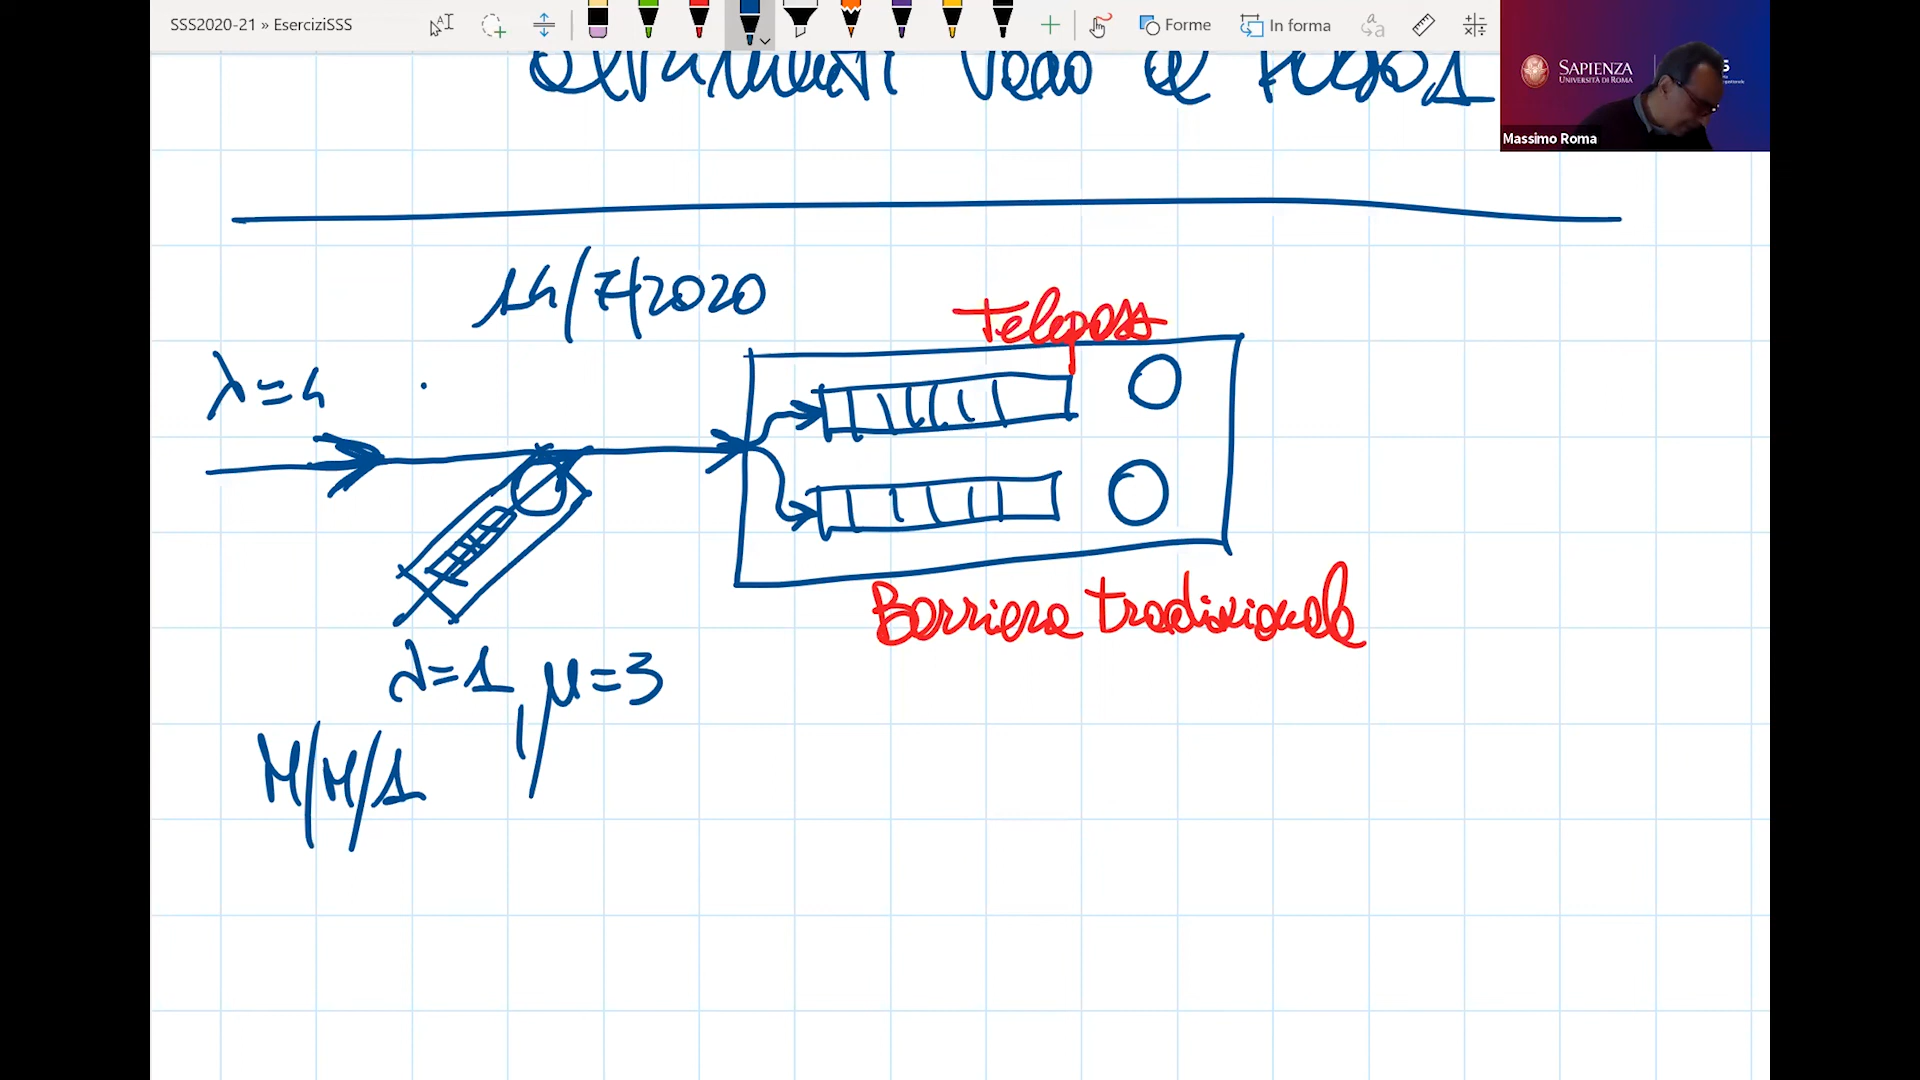 SSS2020-21 » EserciziSSS
Forme
In forma
SAPIENZA
UNIVERSITÀ DI ROMA
Massimo Roma
14/7/2020
Telepass
λ=4
Barriera tradizionale
λ=1, μ=3
M/M/1